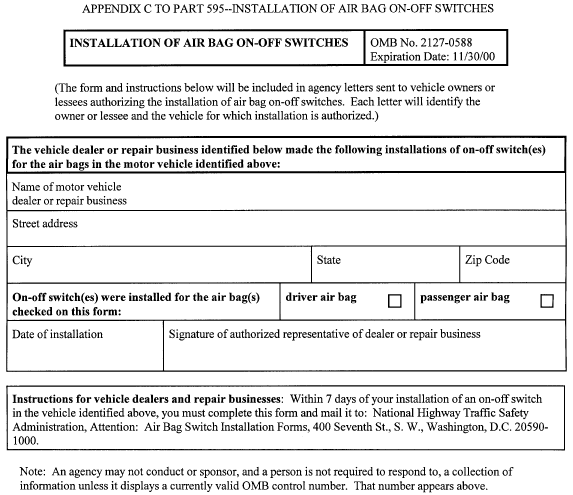 APPENDIX C TO PART 595--INSTALLATION OF AIR BAG ON-OFF SWITCHES
INSTALLATION OF AIR BAG ON-OFF SWITCHES
OMB No. 2127-0588
Expiration Date: 11/30/00
(The form and instructions below will be included in agency letters sent to vehicle owners or
lessees authorizing the installation of air bag on-off switches. Each letter will identify the
owner or lessee and the vehicle for which installation is authorized.)
The vehicle dealer or repair business identified below made the following installations of on-off switch(es)
for the air bags in the motor vehicle identified above:
Name of motor vehicle
dealer or repair business
Street address
City
State
Zip Code
On-off switch(es) were installed for the air bag(s)
checked on this form:
driver air bag
passenger air bag
Date of installation
Signature of authorized representative of dealer or repair business
Instructions for vehicle dealers and repair businesses: Within 7 days of your installation of an on-off switch
in the vehicle identified above, you must complete this form and mail it to: National Highway Traffic Safety
Administration, Attention: Air Bag Switch Installation Forms, 400 Seventh St., S. W., Washington, D.C. 20590-
1000.
Note: An agency may not conduct or sponsor, and a person is not required to respond to, a collection of
information unless it displays a currently valid OMB control number. That number appears above.